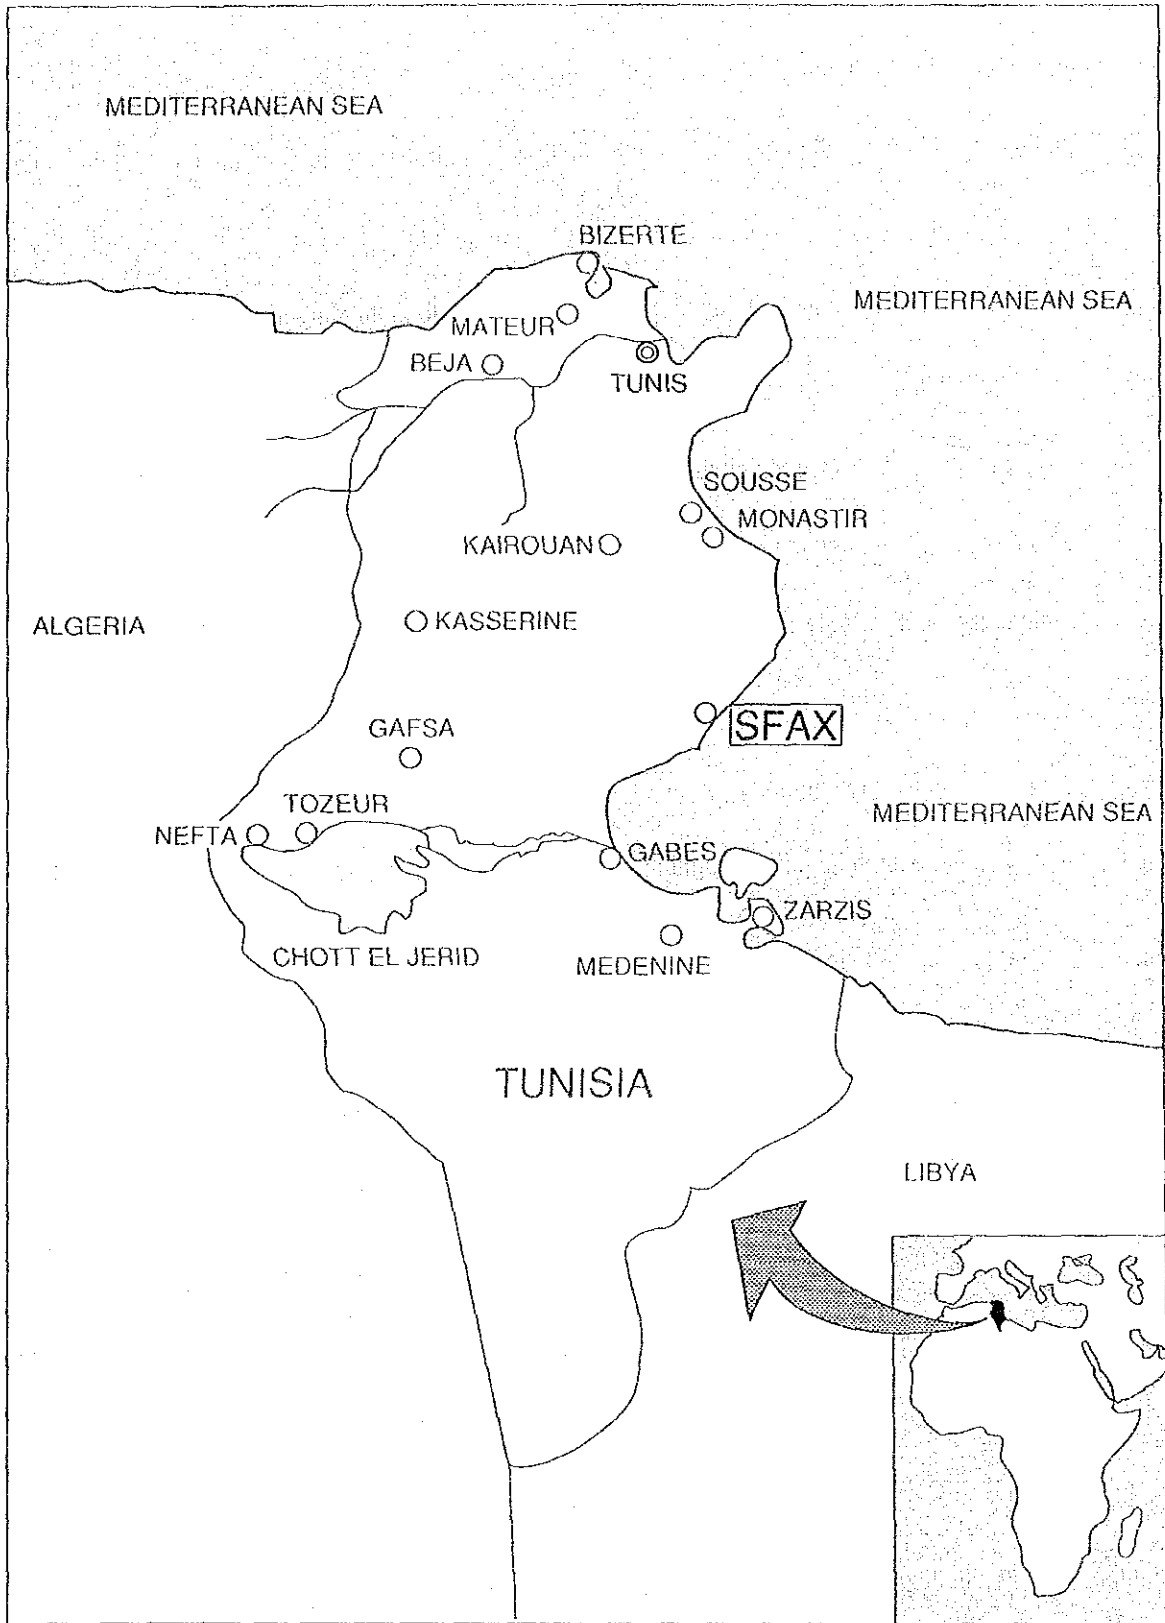 MEDITERRANEAN SEA
BIZERTE
MEDITERRANEAN SEA
MATEUR
BEJA
TUNIS
SOUSSE
MONASTIR
KAIROUAN
ALGERIA
KASSERINE
SFAX
GAFSA
TOZEUR
MEDITERRANEAN SEA
NEFTA
GABES
ZARZIS
CHOTT EL JERID
MEDENINE
TUNISIA
LIBYA